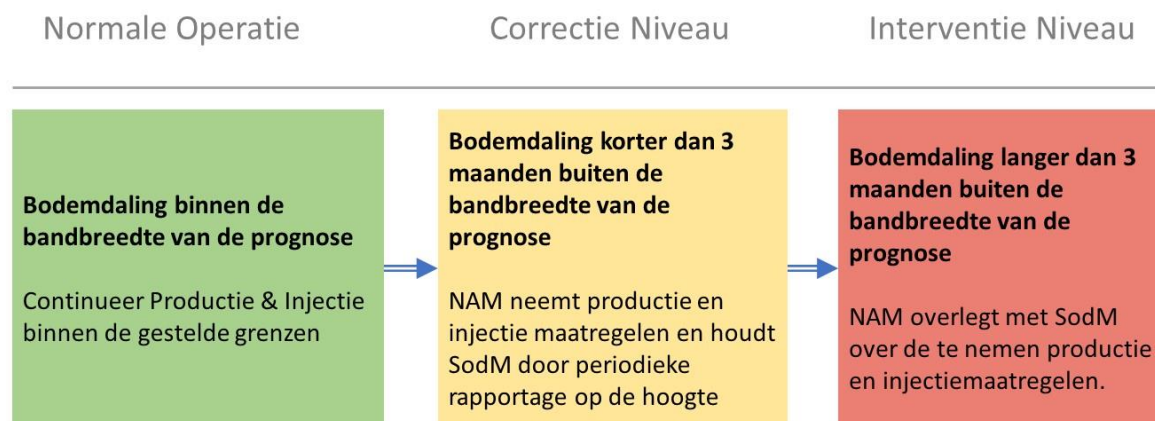 Normale Operatie
Correctie Niveau
Interventie Niveau
Bodemdaling binnen de
bandbreedte van de prognose
Continueer Productie & Injectie
binnen de gestelde grenzen
Bodemdaling korter dan 3
maanden buiten de
bandbreedte van de
prognose
NAM neemt productie en
injectie maatregelen en houdt
SodM door periodieke
rapportage op de hoogte
Bodemdaling langer dan 3
maanden buiten de
bandbreedte van de
prognose
NAM overlegt met SodM
over de te nemen productie
en injectiemaatregelen.